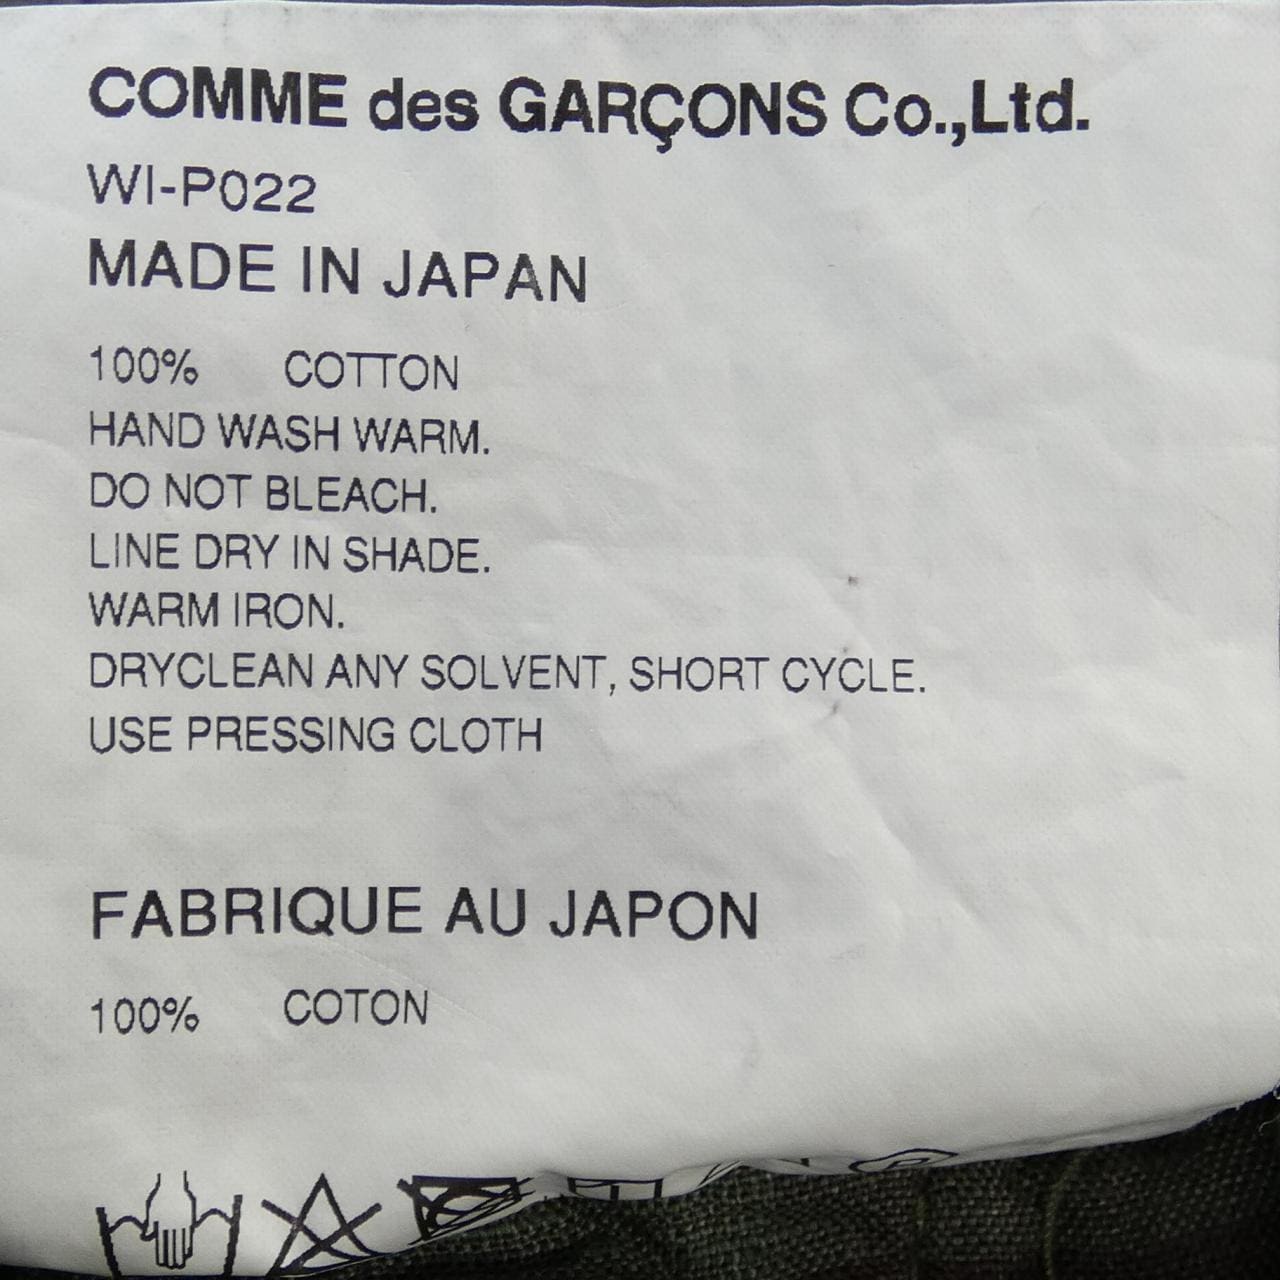 COMME des GARÇONS Co.,Ltd.
WI-P022
MADE IN JAPAN
100% COTTON
HAND WASH WARM.
DO NOT BLEACH.
LINE DRY IN SHADE.
WARM IRON.
DRYCLEAN ANY SOLVENT, SHORT CYCLE.
USE PRESSING CLOTH
FABRIQUE AU JAPON
100% COTON